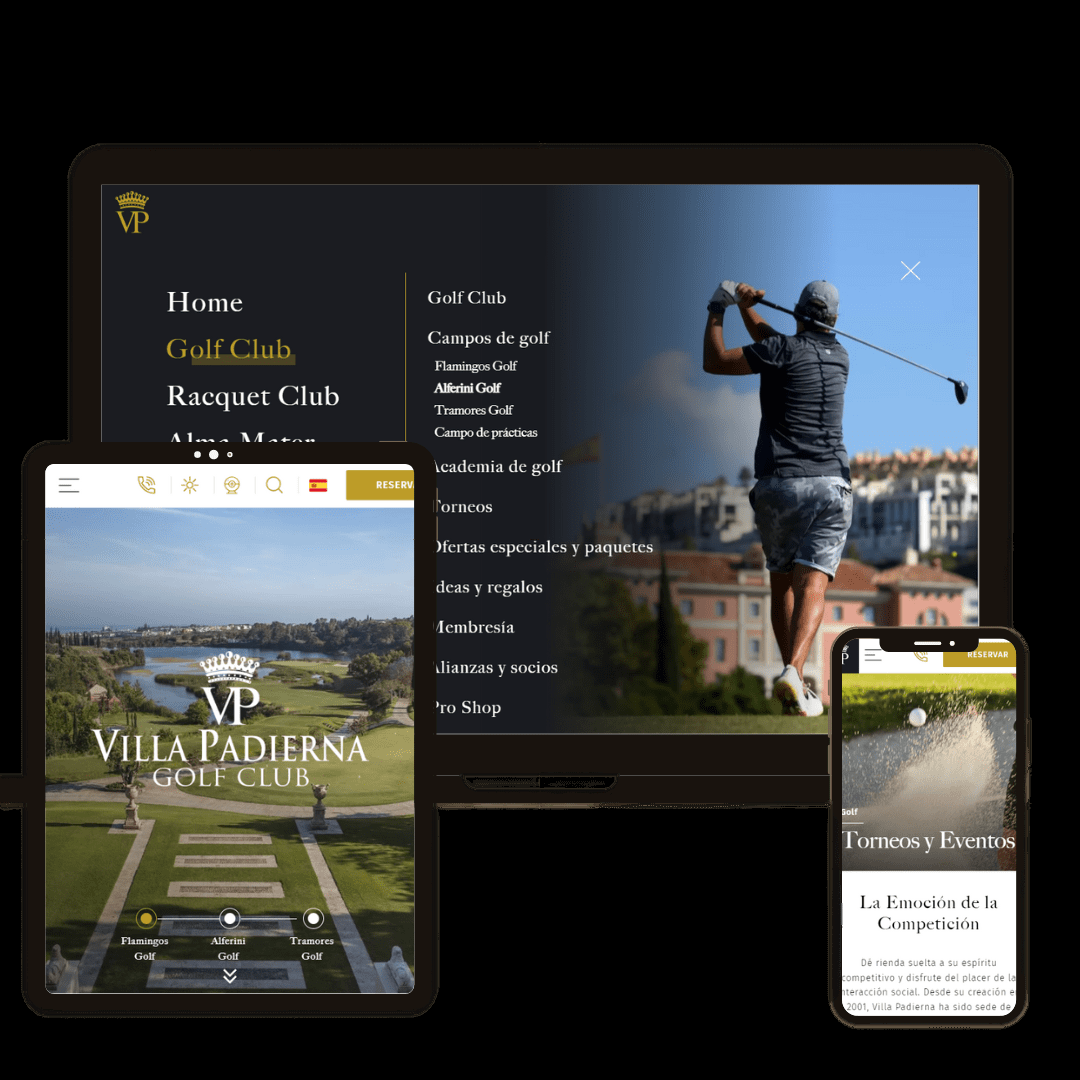 VP
Home
Golf Club
Racquet Club
Alma Mater
Golf Club
Campos de golf
Flamingos Golf
Alferini Golf
Tramores Golf
Campo de prácticas
Academia de golf
Torneos
Ofertas especiales y paquetes
Ideas y regalos
Membresía
Alianzas y socios
Pro Shop
RESERV
VP
VILLA PADIERNA
GOLF CLUB
Flamingos
Golf
Alferini
Golf
Tramores
Golf
P
RESERVAR
Golf
Torneos y Eventos
La Emoción de la
Competición
Dé rienda suelta a su espíritu
competitivo y disfrute del placer de la
interacción social. Desde su creación e
2001, Villa Padierna ha sido sede de